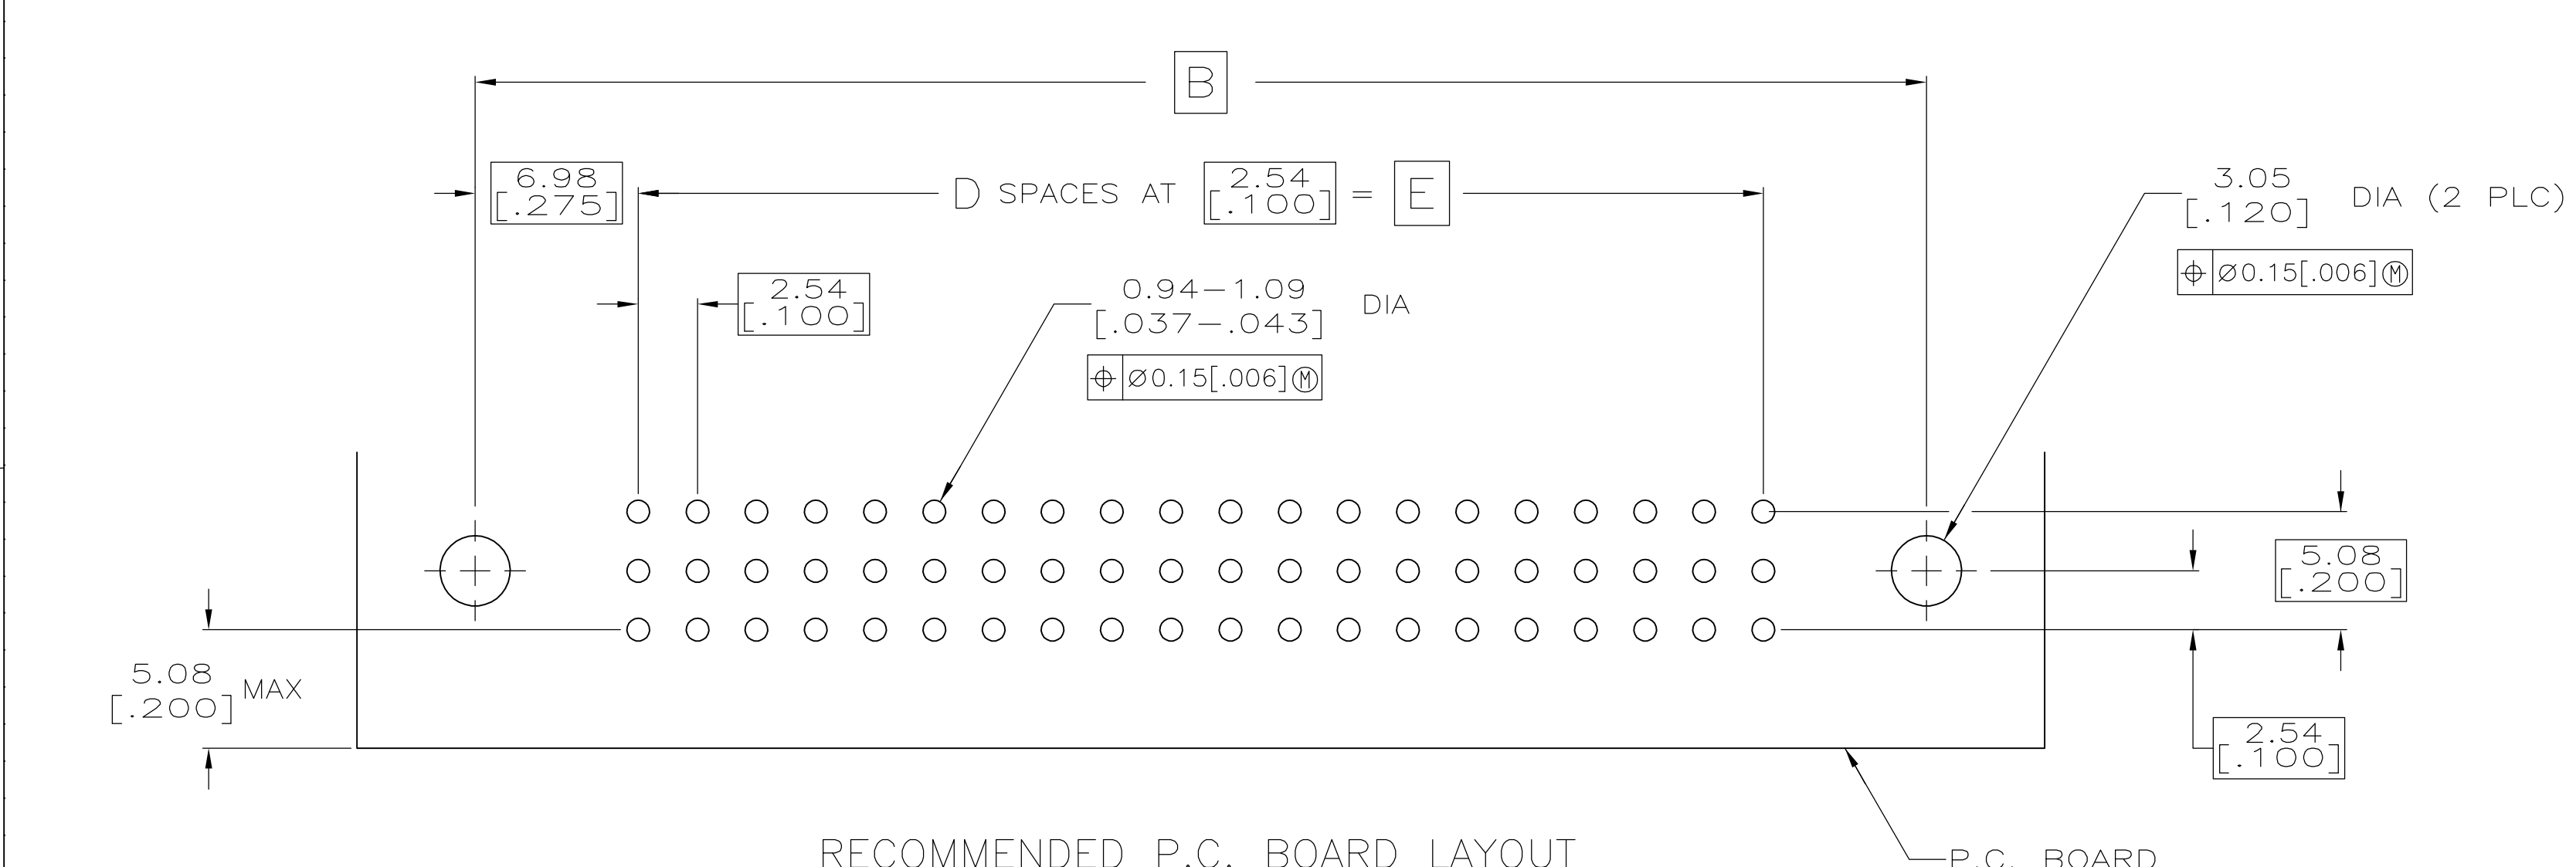 B
6.98
[.275]
D SPACES AT 2.54 = E
[.100]
3.05
[.120] DIA (2 PLC)
⌖ ⌀0.15[.006]Ⓜ
2.54
[.100]
0.94-1.09 DIA
[.037-.043]
⌖ ⌀0.15[.006]Ⓜ
5.08
[.200]
5.08
[.200] MAX
2.54
[.100]
RECOMMENDED P.C. BOARD LAYOUT
P.C. BOARD